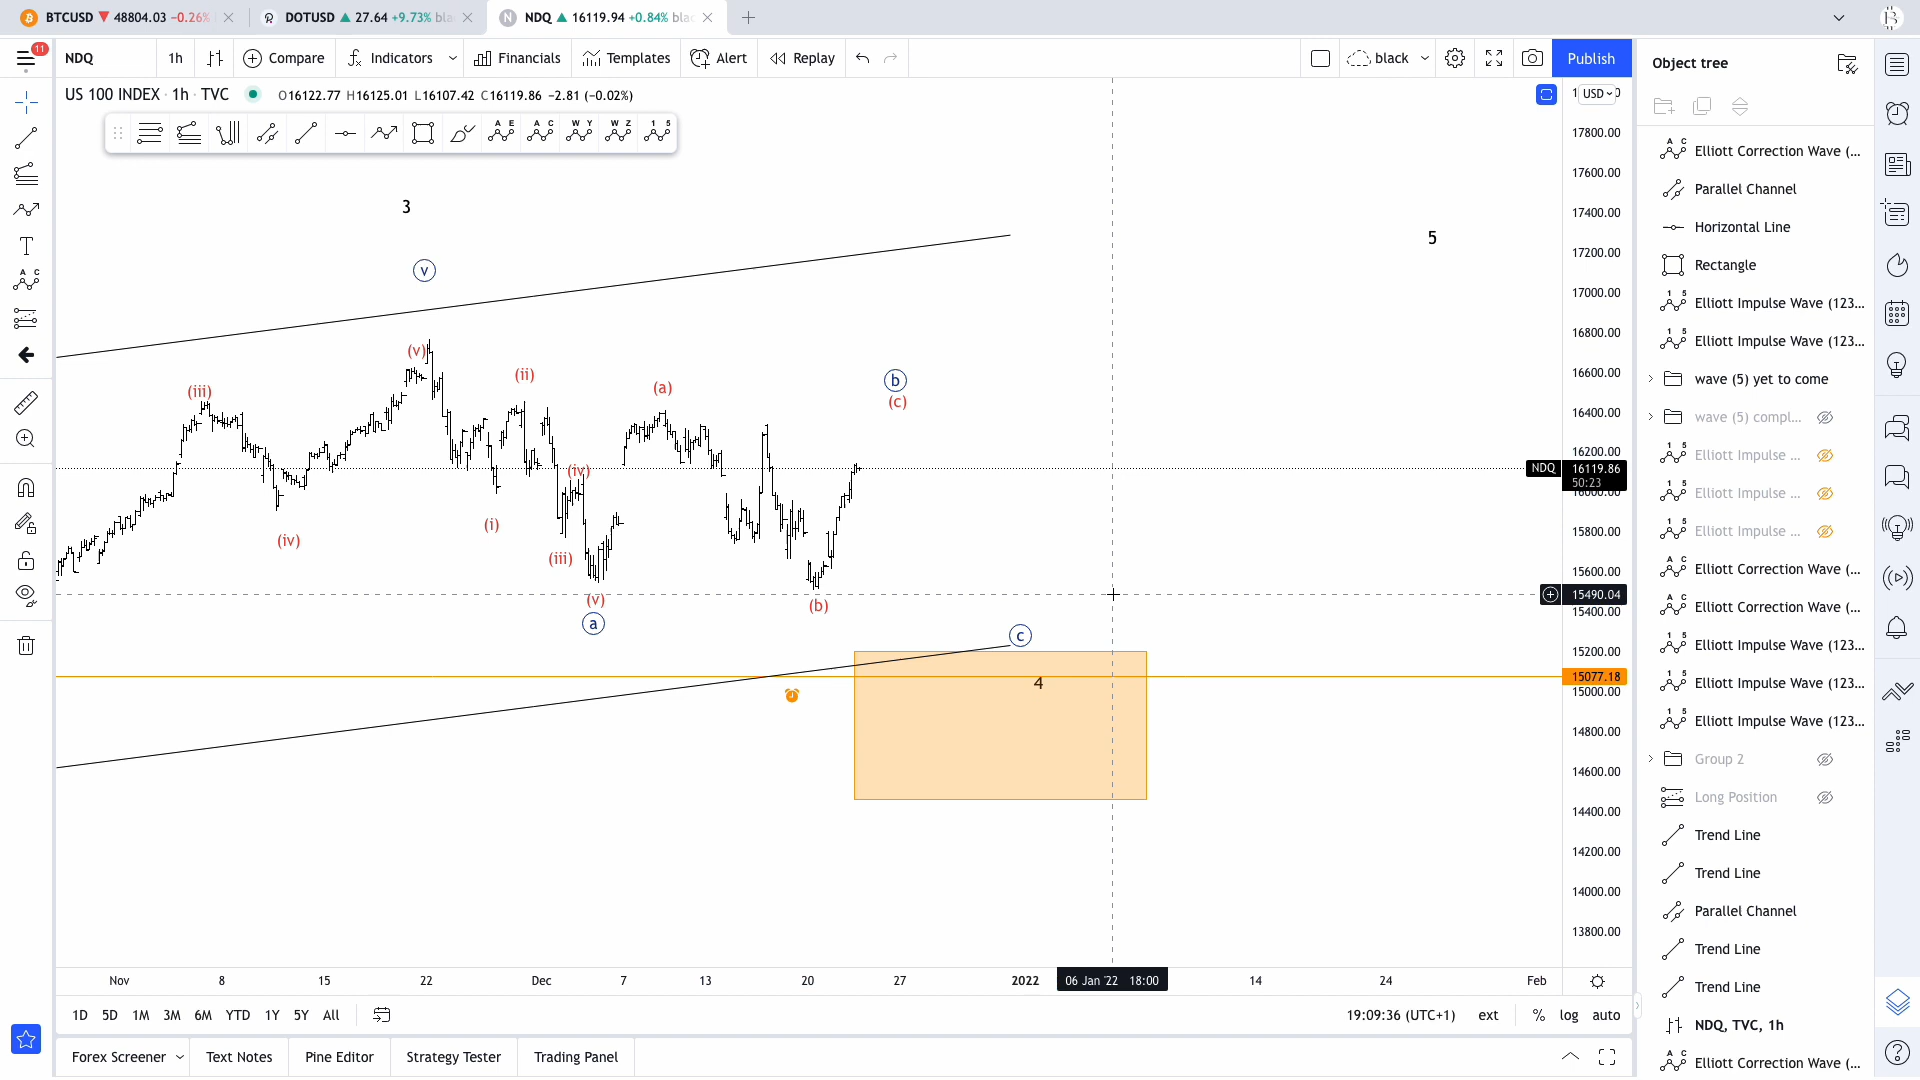 BTCUSD ▼ 48804.03 −0.26%
DOTUSD ▲ 27.64 +9.73% bla
NDQ ▲ 16119.94 +0.84% blac
11
NDQ
1h
Compare
Indicators
Financials
Templates
Alert
Replay
black
Publish
US 100 INDEX · 1h · TVC
O16122.77 H16125.01 L16107.42 C16119.86 −2.81 (−0.02%)
USD
A E
A C
W Y
W Z
1 5
17800.00
17600.00
17400.00
17200.00
17000.00
16800.00
16600.00
16400.00
16200.00
NDQ 16119.86
50:23
16000.00
15800.00
15600.00
15490.04
15400.00
15200.00
15077.18
15000.00
14800.00
14600.00
14400.00
14200.00
14000.00
13800.00
3
5
v
(v)
(iii)
(ii)
(a)
b
(c)
(iv)
(i)
(iv)
(iii)
(v)
a
(b)
c
4
Nov
8
15
22
Dec
7
13
20
27
2022
06 Jan '22 18:00
14
24
Feb
1D
5D
1M
3M
6M
YTD
1Y
5Y
All
19:09:36 (UTC+1)
ext
%
log
auto
Forex Screener
Text Notes
Pine Editor
Strategy Tester
Trading Panel
Object tree
Elliott Correction Wave (...
Parallel Channel
Horizontal Line
Rectangle
Elliott Impulse Wave (123...
Elliott Impulse Wave (123...
wave (5) yet to come
wave (5) compl...
Elliott Impulse ...
Elliott Impulse ...
Elliott Impulse ...
Elliott Correction Wave (...
Elliott Correction Wave (...
Elliott Impulse Wave (123...
Elliott Impulse Wave (123...
Elliott Impulse Wave (123...
Group 2
Long Position
Trend Line
Trend Line
Parallel Channel
Trend Line
Trend Line
NDQ, TVC, 1h
Elliott Correction Wave (...